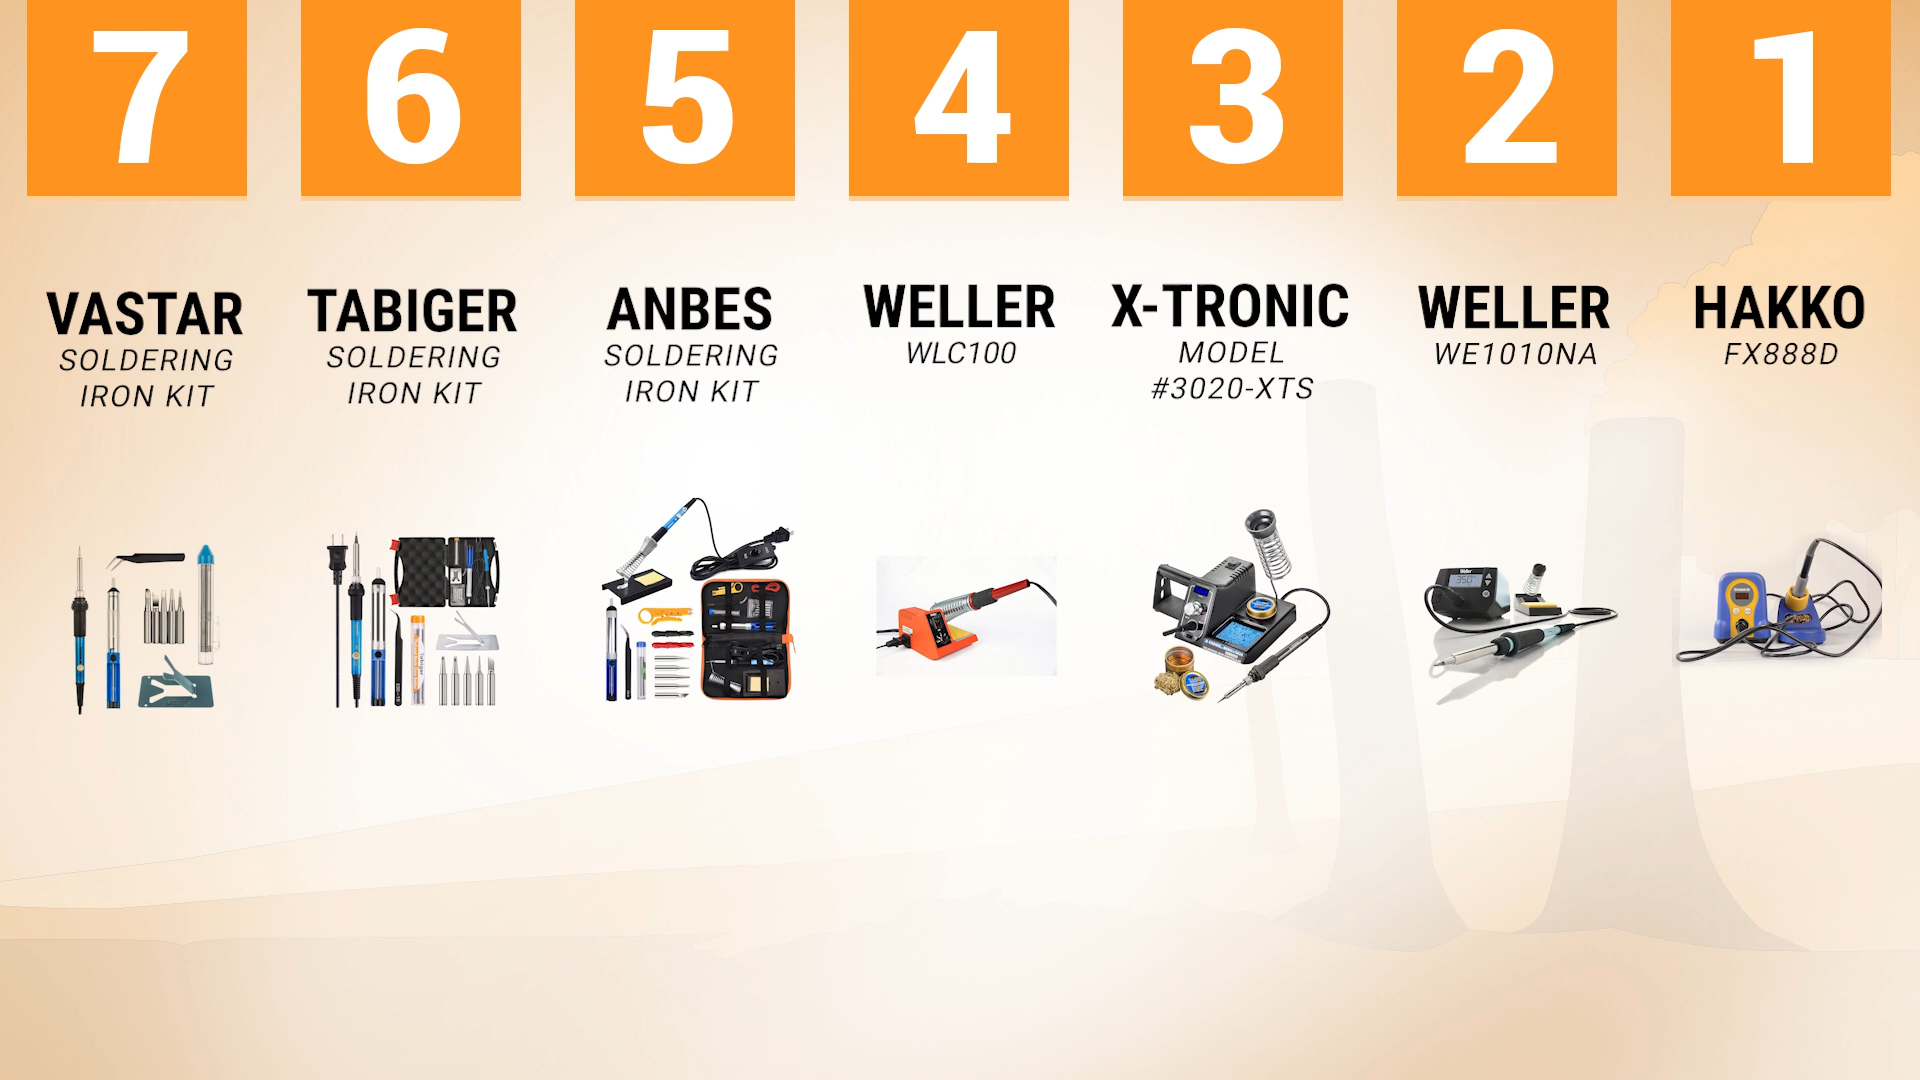 7
6
5
4
3
2
1
VASTAR
SOLDERING
IRON KIT
TABIGER
SOLDERING
IRON KIT
ANBES
SOLDERING
IRON KIT
WELLER
WLC100
X-TRONIC
MODEL
#3020-XTS
WELLER
WE1010NA
HAKKO
FX888D